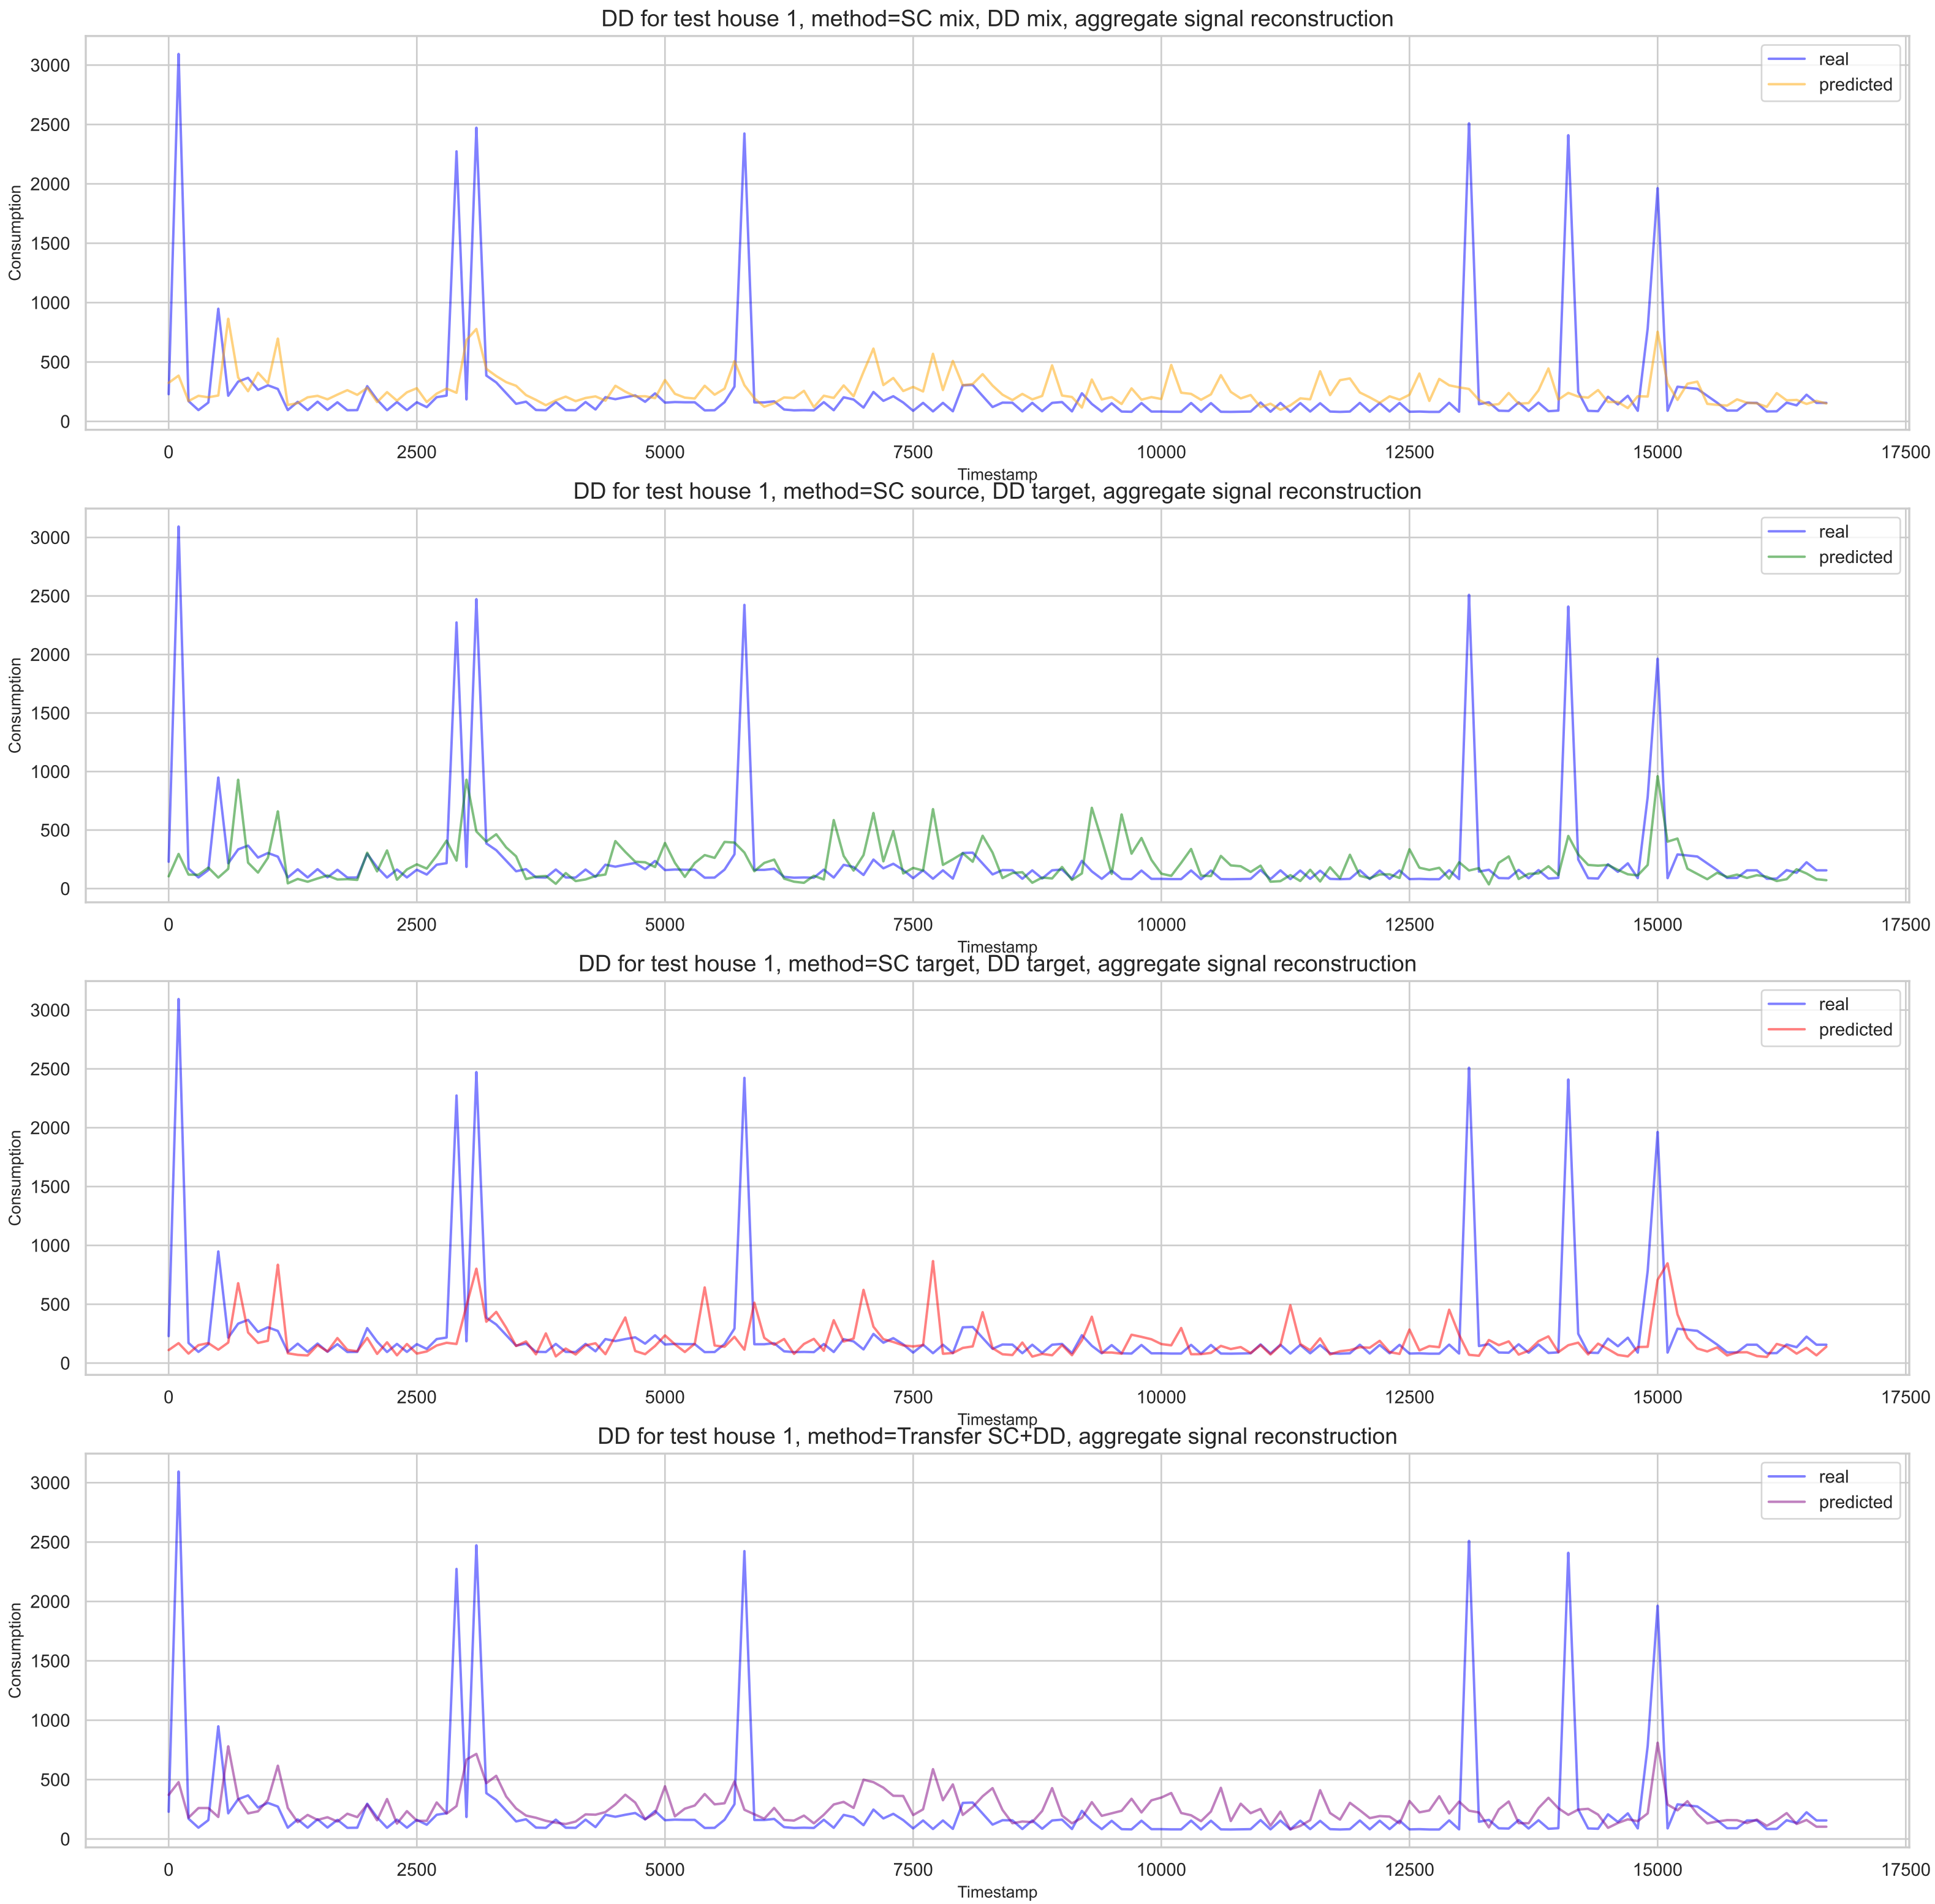 DD for test house 1, method=SC mix, DD mix, aggregate signal reconstruction
real
predicted
3000
2500
2000
1500
1000
500
0
Consumption
0 2500 5000 7500 10000 12500 15000 17500
Timestamp
DD for test house 1, method=SC source, DD target, aggregate signal reconstruction
real
predicted
3000
2500
2000
1500
1000
500
0
Consumption
0 2500 5000 7500 10000 12500 15000 17500
Timestamp
DD for test house 1, method=SC target, DD target, aggregate signal reconstruction
real
predicted
3000
2500
2000
1500
1000
500
0
Consumption
0 2500 5000 7500 10000 12500 15000 17500
Timestamp
DD for test house 1, method=Transfer SC+DD, aggregate signal reconstruction
real
predicted
3000
2500
2000
1500
1000
500
0
Consumption
0 2500 5000 7500 10000 12500 15000 17500
Timestamp